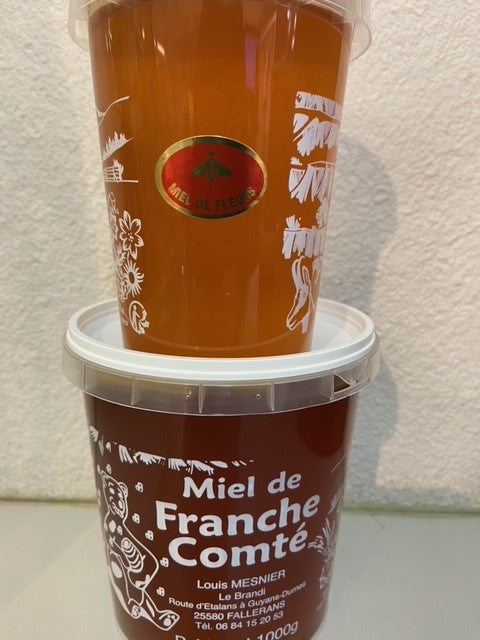 MIEL DE FLEURS
Miel de
Franche
Comté
Louis MESNIER
Le Brandi
Route d'Etalans à Guyans-Durnes
25580 FALLERANS
Tél. 06 84 15 20 53
1000g